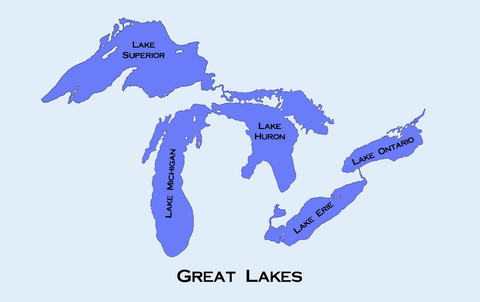 Lake
Superior
Lake
Huron
Lake Michigan
Lake Ontario
Lake Erie
Great Lakes